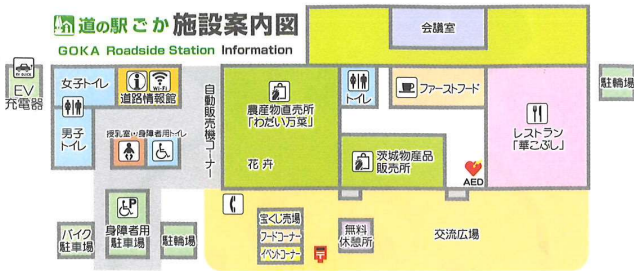 道の駅 ごか 施設案内図
GOKA Roadside Station Information
会議室
EV
充電器
女子トイレ
Wi-Fi
道路情報館
自動販売機コーナー
農産物直売所
「わだい万菜」
トイレ
ファーストフード
レストラン
「華こぶし」
駐輪場
男子
トイレ
授乳室・身障者用トイレ
花卉
茨城物産品
販売所
AED
P
バイク
駐車場
身障者用
駐車場
駐輪場
宝くじ売場
フードコーナー
イベントコーナー
無料
休憩所
交流広場